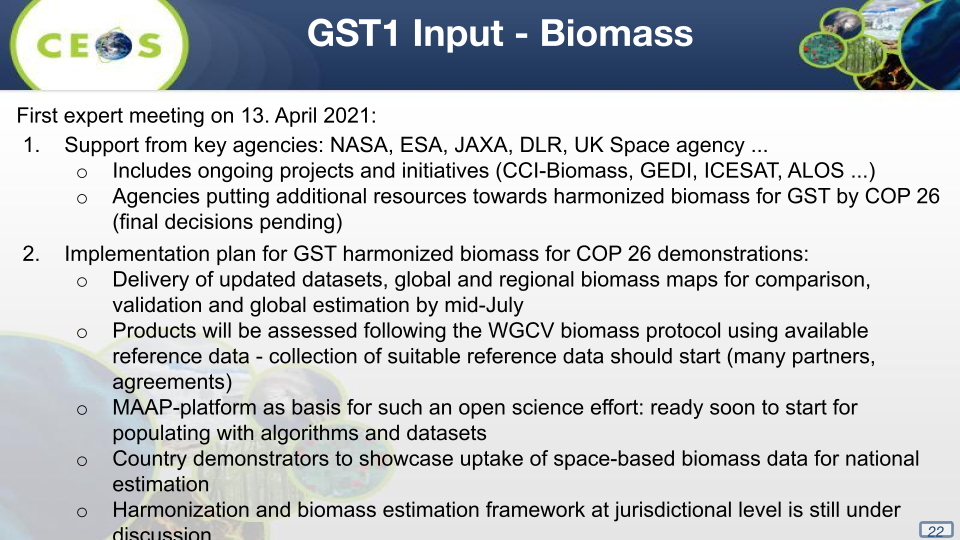 CEOS
GST1 Input - Biomass
First expert meeting on 13. April 2021:
1. Support from key agencies: NASA, ESA, JAXA, DLR, UK Space agency ...
o Includes ongoing projects and initiatives (CCI-Biomass, GEDI, ICESAT, ALOS ...)
o Agencies putting additional resources towards harmonized biomass for GST by COP 26
(final decisions pending)
2. Implementation plan for GST harmonized biomass for COP 26 demonstrations:
o Delivery of updated datasets, global and regional biomass maps for comparison,
validation and global estimation by mid-July
o Products will be assessed following the WGCV biomass protocol using available
reference data - collection of suitable reference data should start (many partners,
agreements)
o MAAP-platform as basis for such an open science effort: ready soon to start for
populating with algorithms and datasets
o Country demonstrators to showcase uptake of space-based biomass data for national
estimation
o Harmonization and biomass estimation framework at jurisdictional level is still under
discussion
22